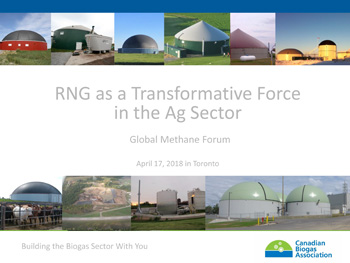 RNG as a Transformative Force
in the Ag Sector
Global Methane Forum
April 17, 2018 in Toronto
Building the Biogas Sector With You
Canadian
Biogas
Association